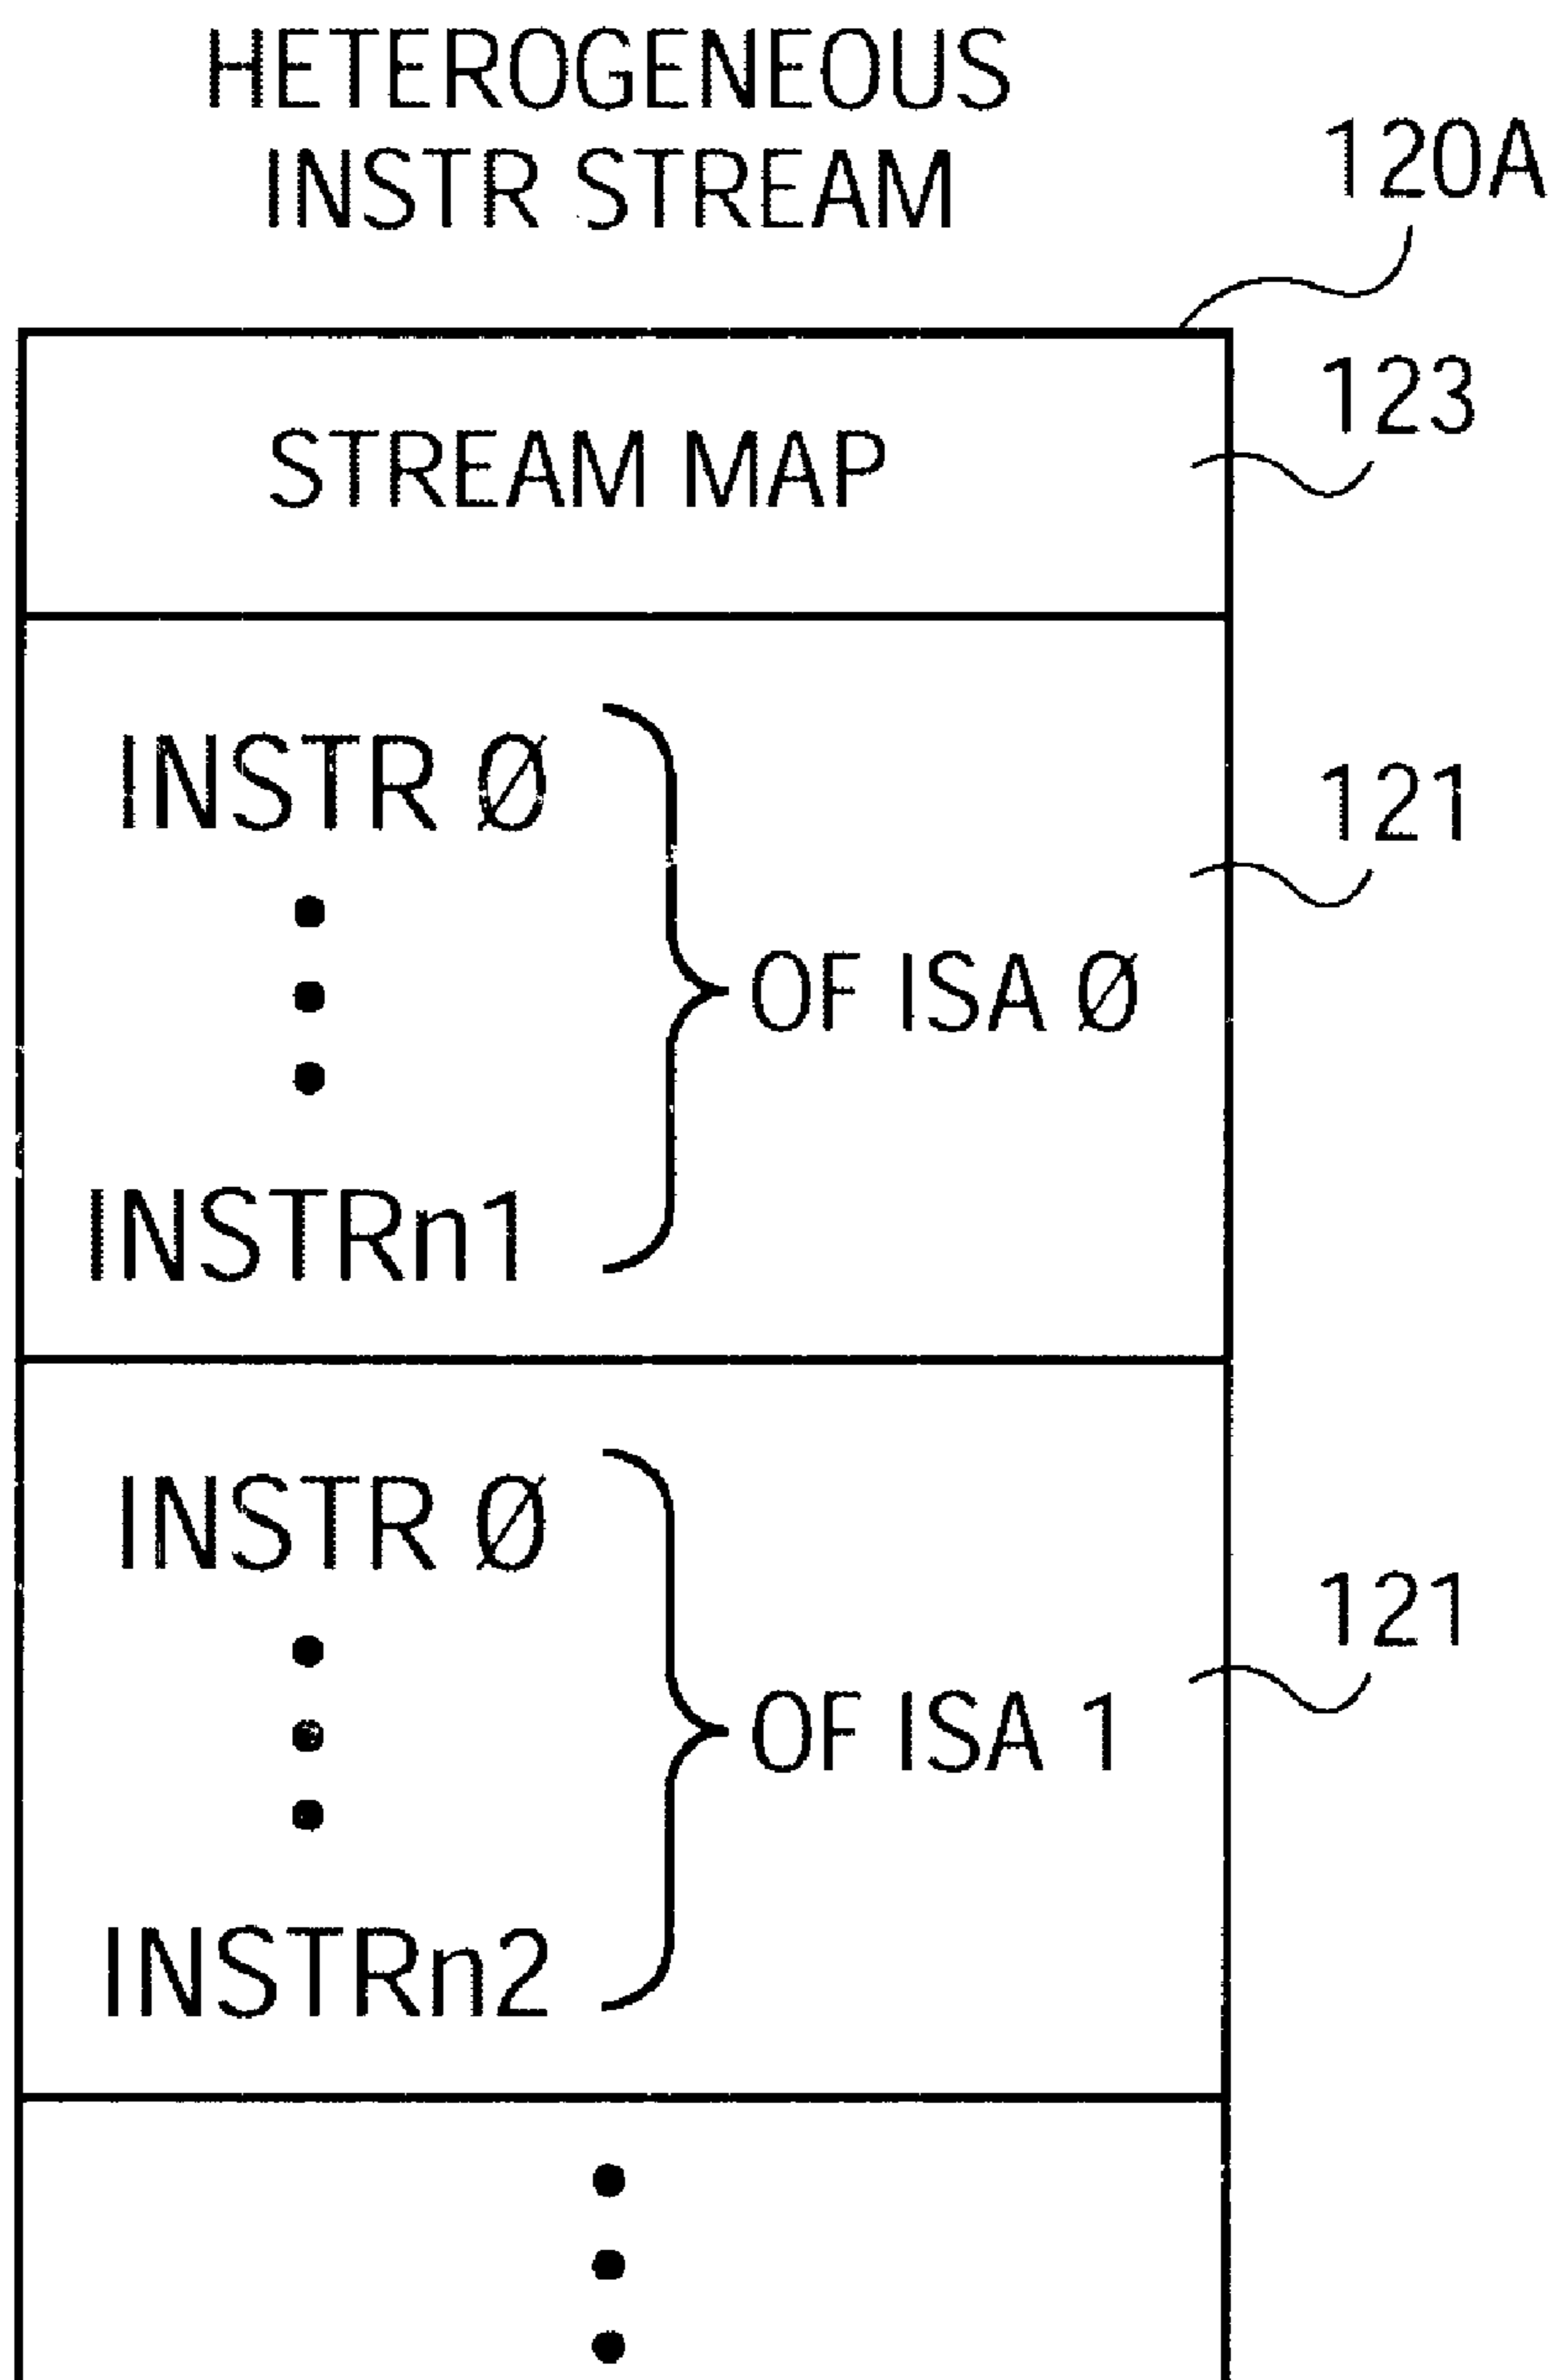 HETEROGENEOUS
INSTR STREAM
120A
STREAM MAP
123
INSTR Ø
121
OF ISA Ø
INSTRn1
INSTR Ø
121
OF ISA 1
INSTRn2